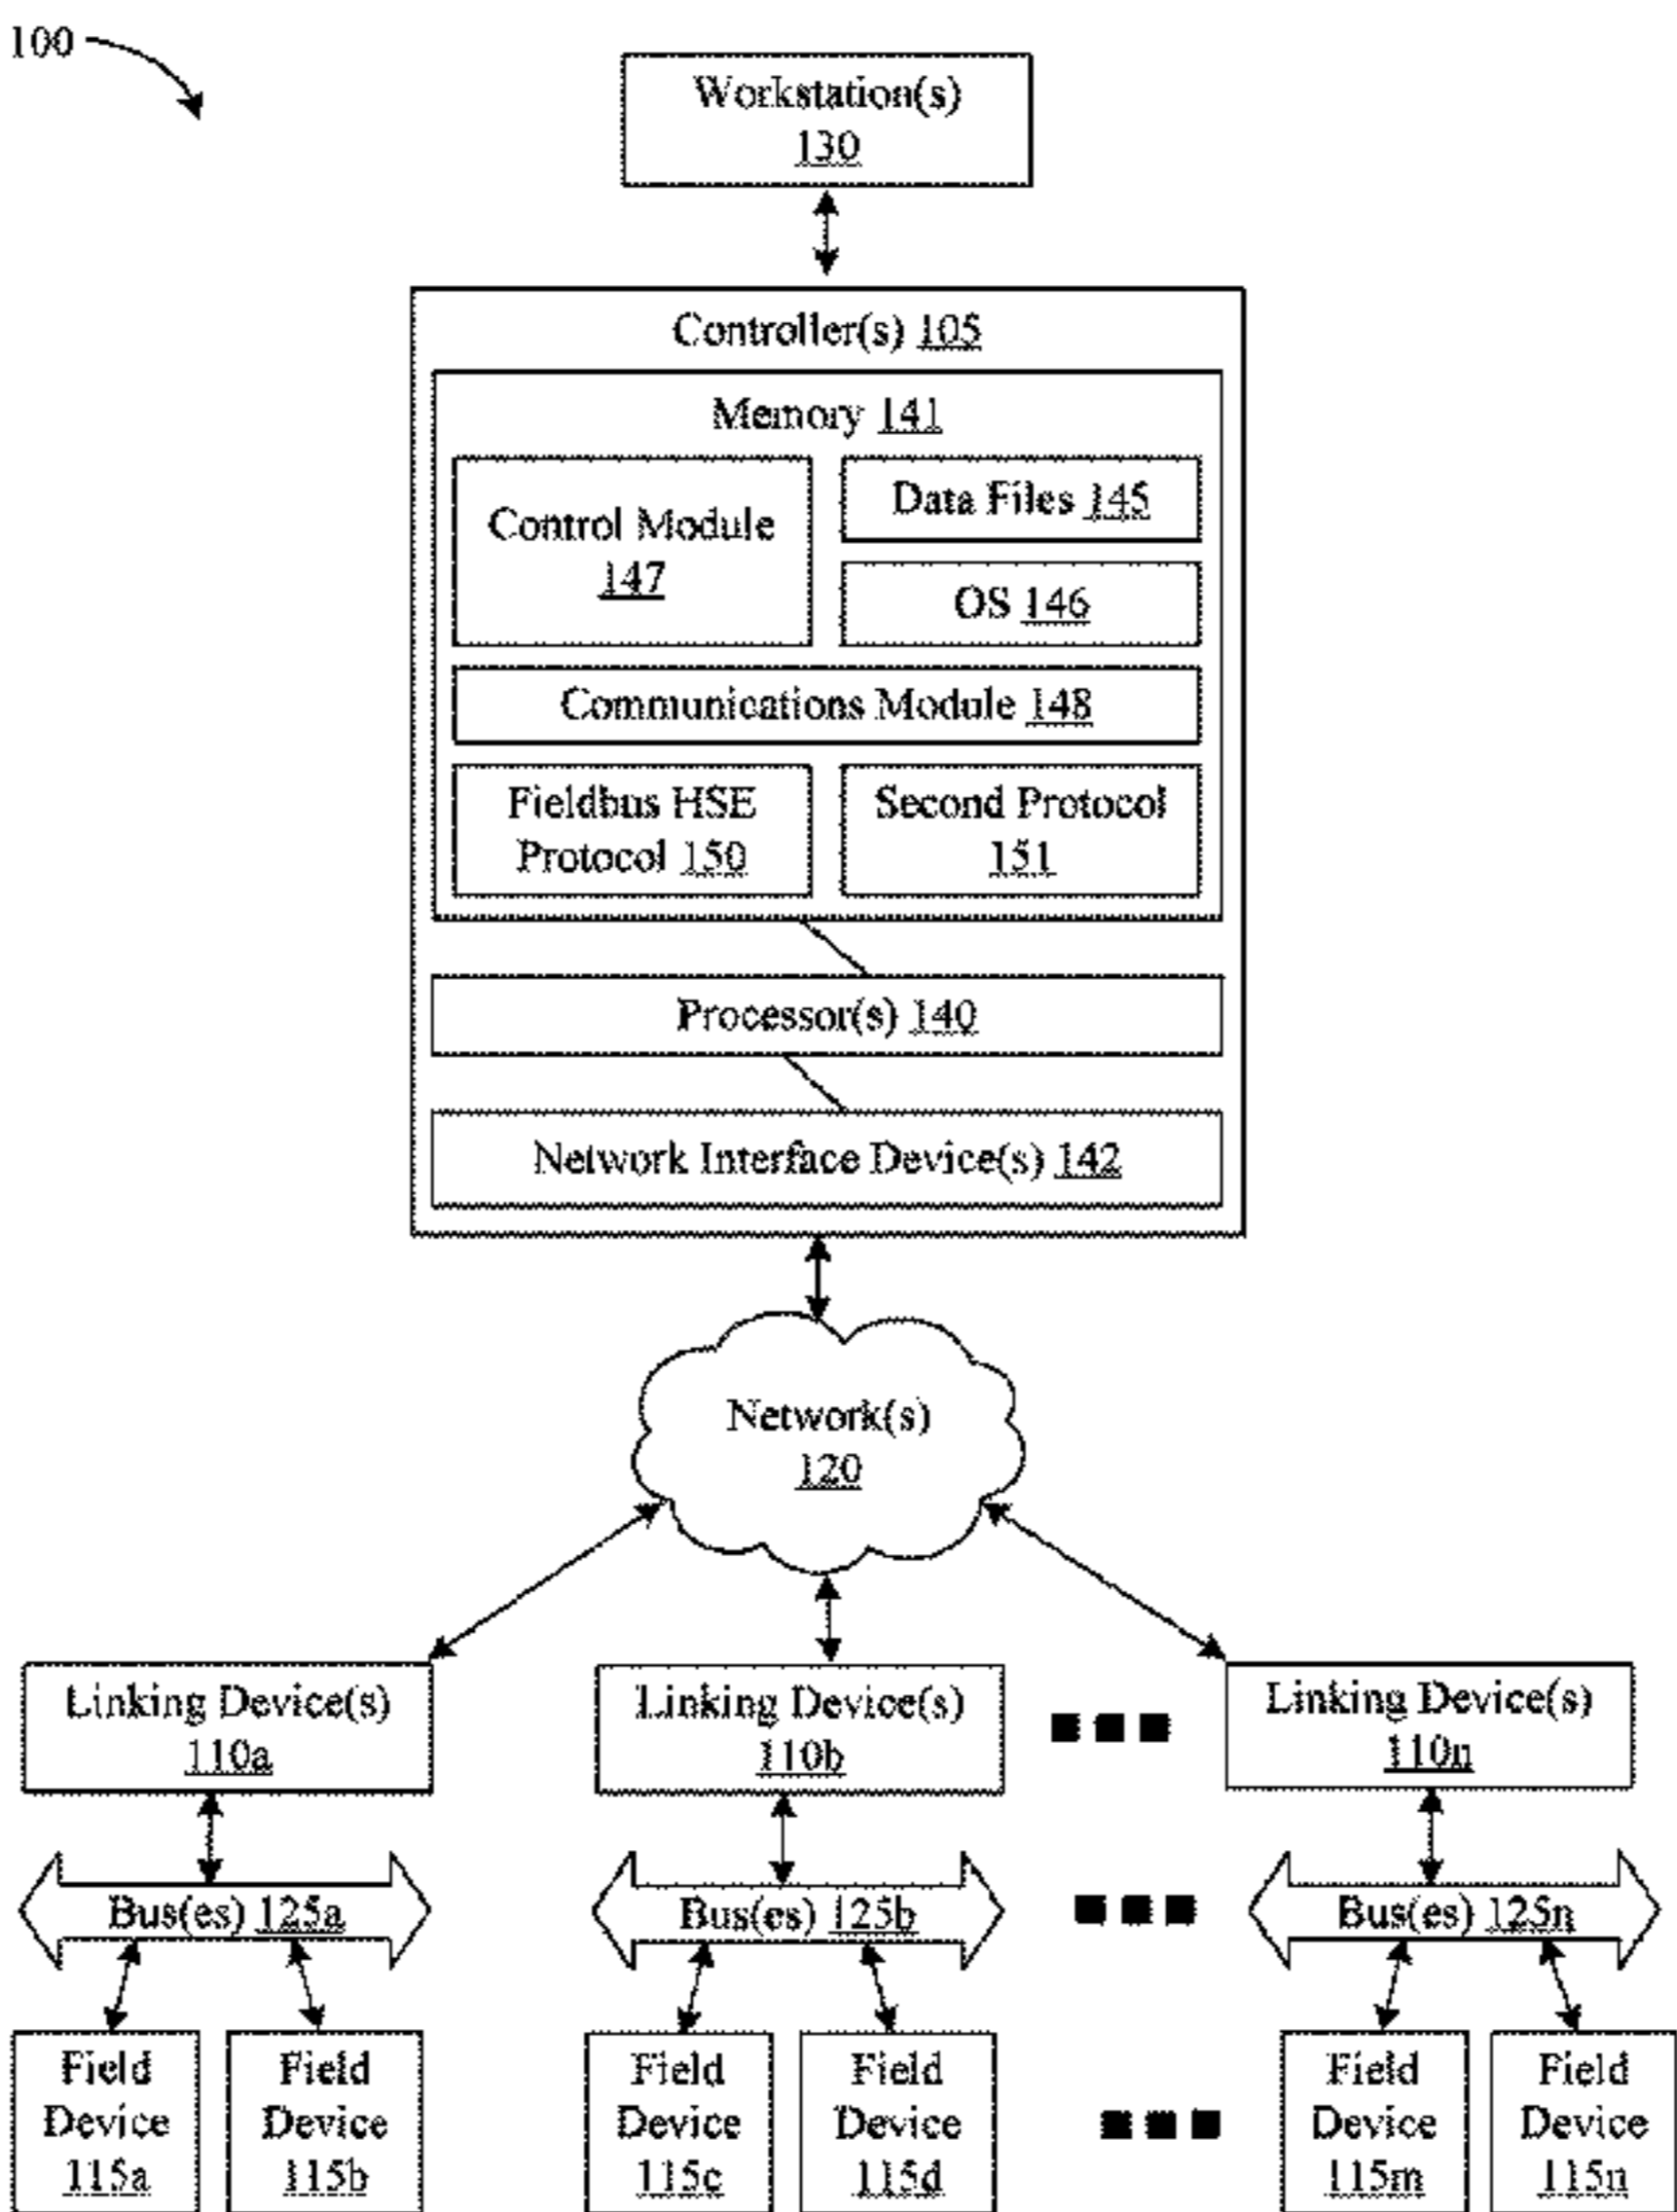 100
Workstation(s)
130
Controller(s) 105
Memory 141
Control Module
147
Data Files 145
OS 146
Communications Module 148
Fieldbus HSE
Protocol 150
Second Protocol
151
Processor(s) 140
Network Interface Device(s) 142
Network(s)
120
Linking Device(s)
110a
Linking Device(s)
110b
Linking Device(s)
110n
Bus(es) 125a
Bus(es) 125b
Bus(es) 125n
Field
Device
115a
Field
Device
115b
Field
Device
115c
Field
Device
115d
Field
Device
115m
Field
Device
115n